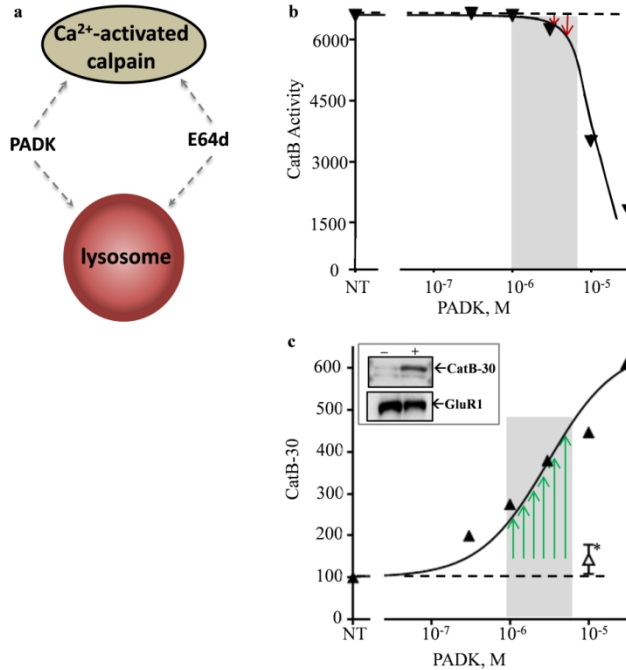 a
Ca²⁺-activated
calpain
PADK
E64d
lysosome
b
CatB Activity
6000
4500
3000
1500
0
NT
10⁻⁷
10⁻⁶
10⁻⁵
PADK, M
c
CatB-30
600
500
400
300
200
100
0
– +
CatB-30
GluR1
*
NT
10⁻⁷
10⁻⁶
10⁻⁵
PADK, M